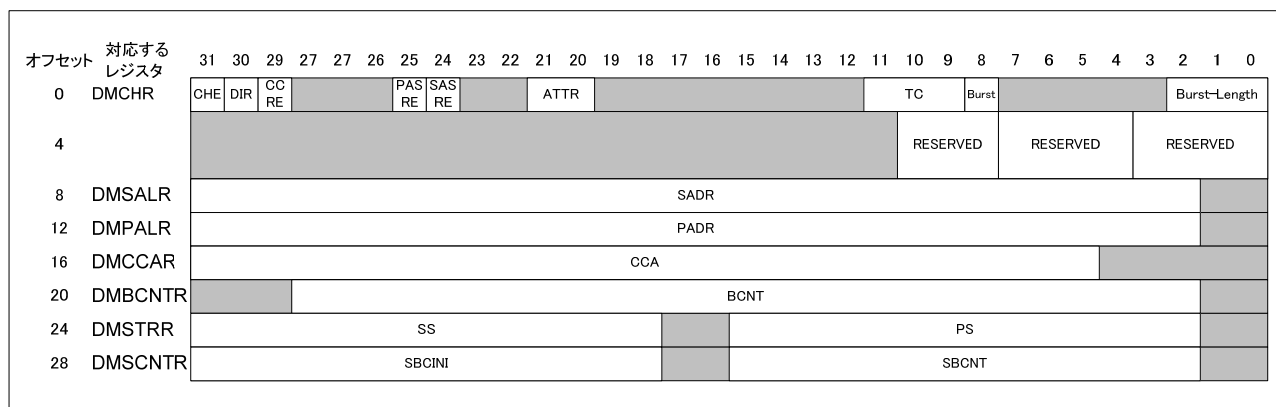 オフセット 対応するレジスタ 31 30 29 27 27 26 25 24 23 22 21 20 19 18 17 16 15 14 13 12 11 10 9 8 7 6 5 4 3 2 1 0
0 DMCHR CHE DIR CC RE PAS RE SAS RE ATTR TC Burst Burst-Length
4 RESERVED RESERVED RESERVED
8 DMSALR SADR
12 DMPALR PADR
16 DMCCAR CCA
20 DMBCNTR BCNT
24 DMSTRR SS PS
28 DMSCNTR SBCINI SBCNT